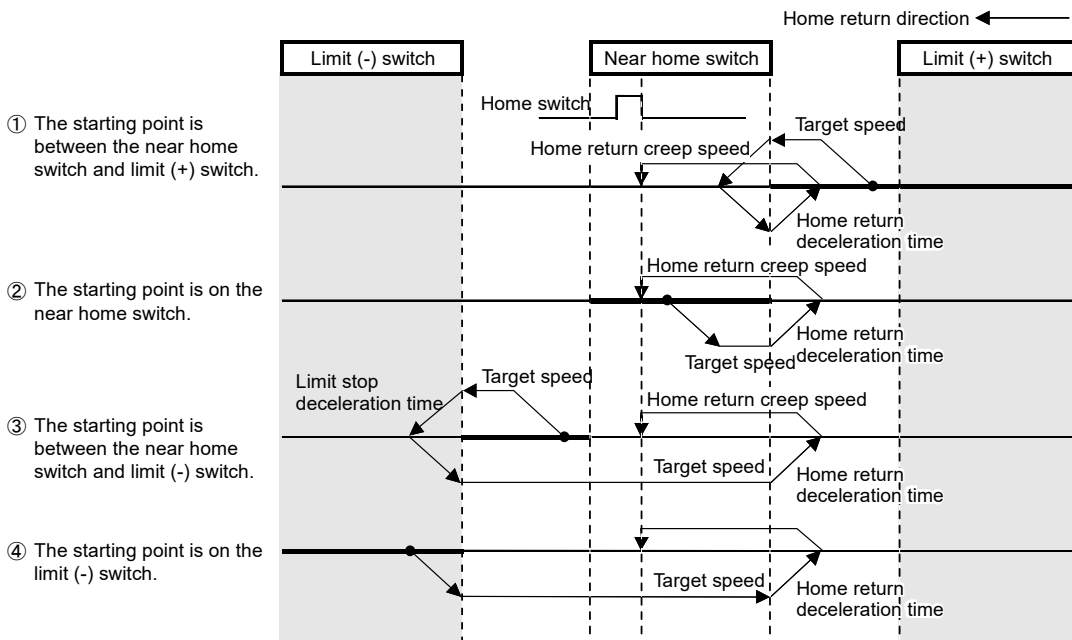 Home return direction
Limit (-) switch
Near home switch
Limit (+) switch
Home switch
① The starting point is
between the near home
switch and limit (+) switch.
Target speed
Home return creep speed
Home return
deceleration time
② The starting point is on the
near home switch.
Home return creep speed
Target speed
Home return
deceleration time
③ The starting point is
between the near home
switch and limit (-) switch.
Limit stop
deceleration time
Target speed
Home return creep speed
Target speed
Home return
deceleration time
④ The starting point is on the
limit (-) switch.
Target speed
Home return
deceleration time